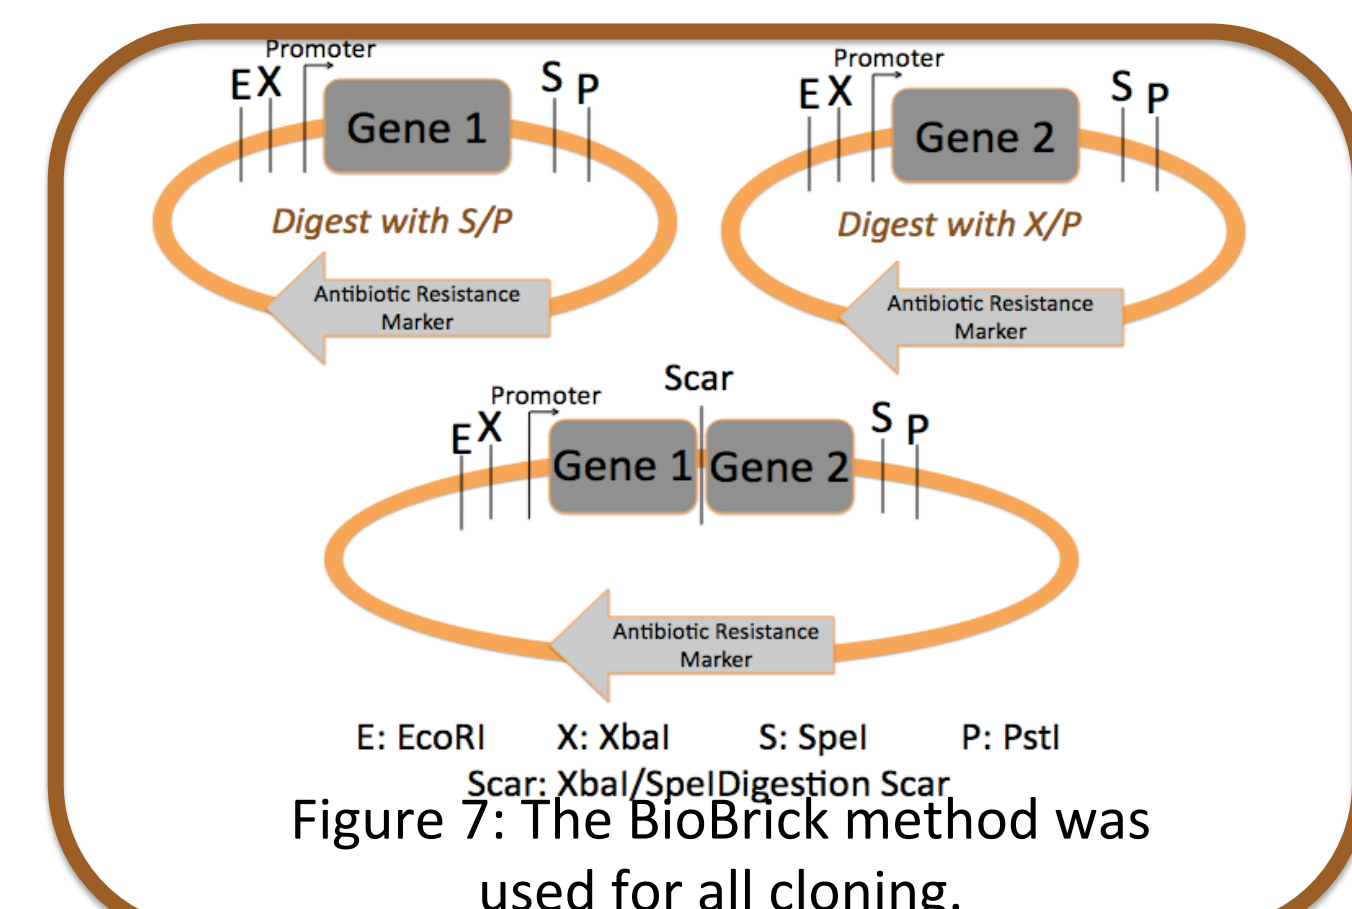 Promoter
E X
Gene 1
S P
Digest with S/P
Antibiotic Resistance
Marker
Promoter
E X
Gene 2
S P
Digest with X/P
Antibiotic Resistance
Marker
Scar
Promoter
E X
Gene 1
Gene 2
S P
Antibiotic Resistance
Marker
E: EcoRI X: XbaI S: SpeI P: PstI
Scar: XbaI/SpeIDigestion Scar
Figure 7: The BioBrick method was
used for all cloning.